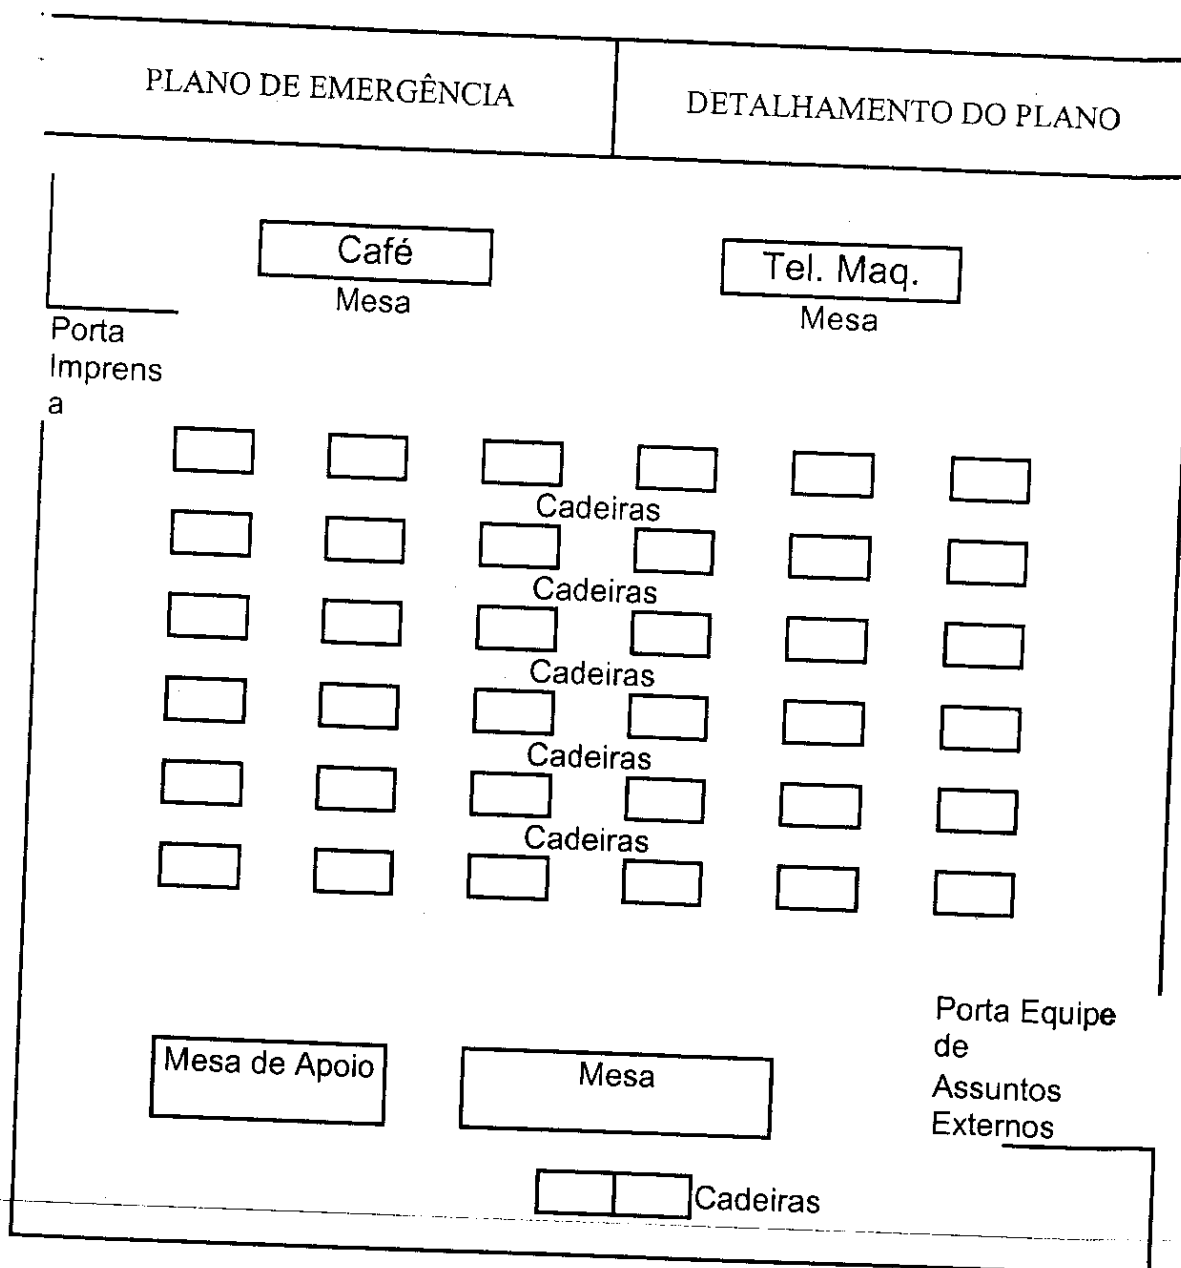 PLANO DE EMERGÊNCIA
DETALHAMENTO DO PLANO
Café
Mesa
Tel. Maq.
Mesa
Porta
Imprens
a
Cadeiras
Cadeiras
Cadeiras
Cadeiras
Cadeiras
Porta Equipe
de
Assuntos
Externos
Mesa de Apoio
Mesa
Cadeiras